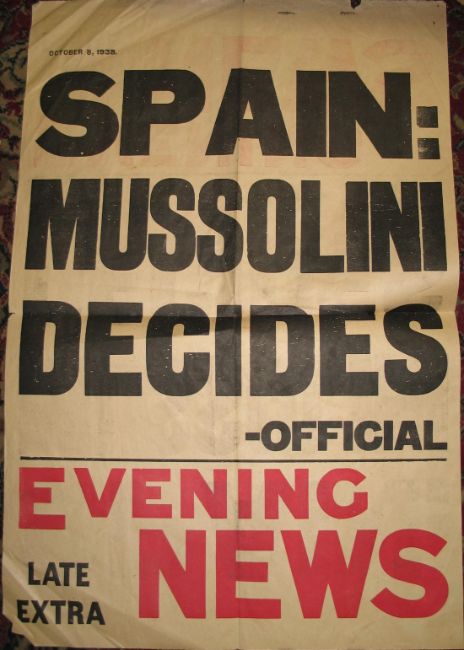 OCTOBER 8, 1938.
SPAIN:
MUSSOLINI
DECIDES
-OFFICIAL
EVENING
NEWS
LATE
EXTRA